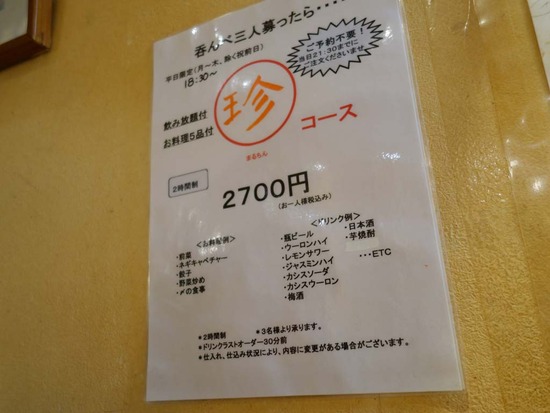 呑んべ三人募ったら・・・・
平日限定(月ー木、除く祝前日)
18:30~
ご予約不要!
当日21:30までに
ご注文くださいませ
飲み放題付
お料理5品付
珍
まるちん
コース
2時間制
2700円
(お一人様税込み)
<お料理例>
・前菜
・ネギキャベチャー
・餃子
・野菜炒め
・〆の食事
<ドリンク例>
・瓶ビール
・ウーロンハイ
・レモンサワー
・ジャスミンハイ
・カシスソーダ
・カシスウーロン
・梅酒
・日本酒
・芋焼酎
・・・ETC
*2時間制 *3名様より承ります。
*ドリンクラストオーダー30分前
*仕入れ、仕込み状況により、内容に変更がある場合がございます。